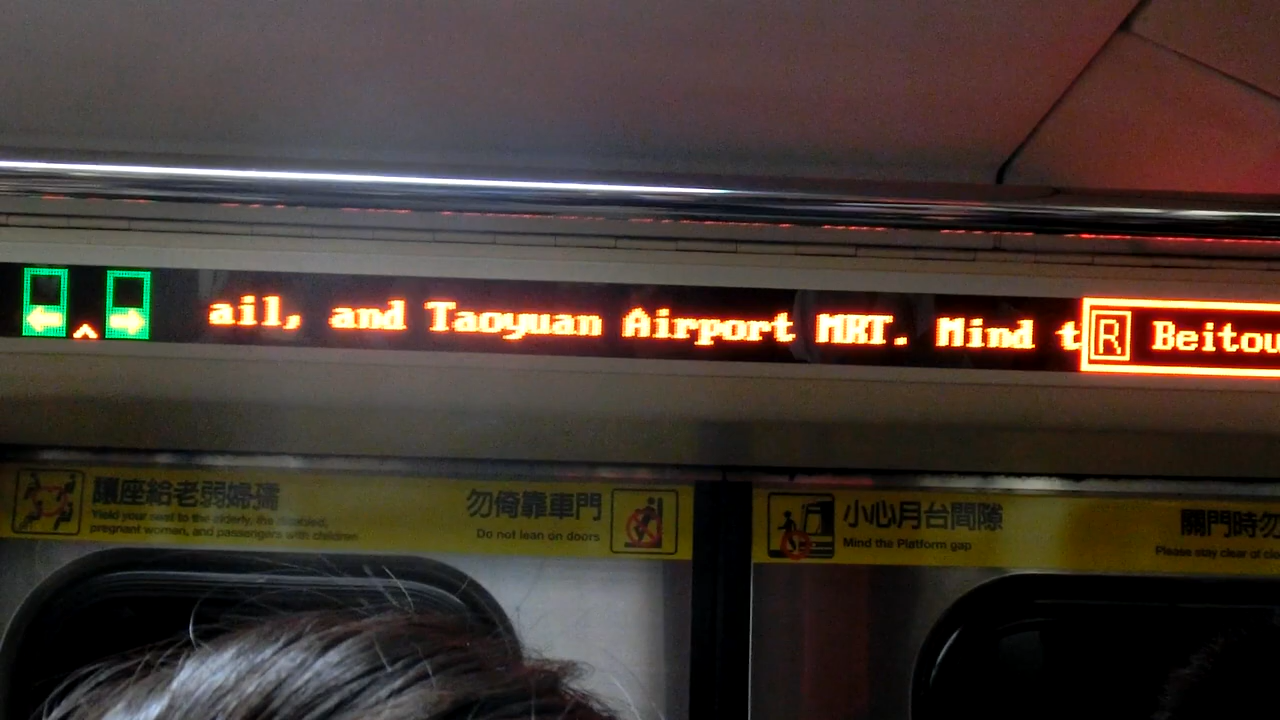 ail, and Taoyuan Airport MRT. Mind t
R Beitou
讓座給老弱婦孺
Yield your seat to the elderly, the disabled,
pregnant women, and passengers with children
勿倚靠車門
Do not lean on doors
小心月台間隙
Mind the Platform gap
關門時勿
Please stay clear of clo